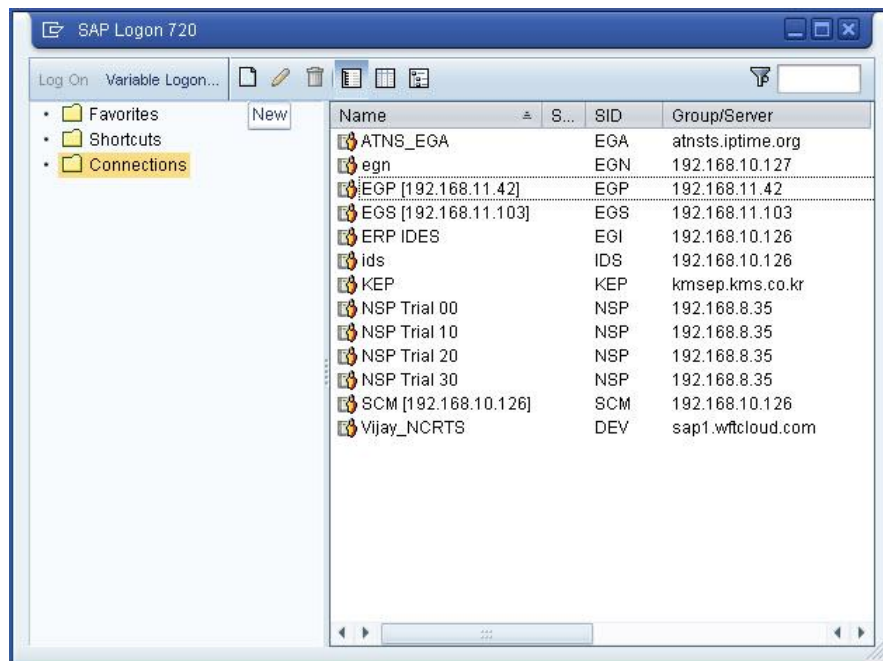 SAP Logon 720
Log On Variable Logon...
Favorites
New
Shortcuts
Connections
Name S... SID Group/Server
ATNS_EGA EGA atnsts.iptime.org
egn EGN 192.168.10.127
EGP [192.168.11.42] EGP 192.168.11.42
EGS [192.168.11.103] EGS 192.168.11.103
ERP IDES EGI 192.168.10.126
ids IDS 192.168.10.126
KEP KEP kmsep.kms.co.kr
NSP Trial 00 NSP 192.168.8.35
NSP Trial 10 NSP 192.168.8.35
NSP Trial 20 NSP 192.168.8.35
NSP Trial 30 NSP 192.168.8.35
SCM [192.168.10.126] SCM 192.168.10.126
Vijay_NCRTS DEV sap1.wftcloud.com